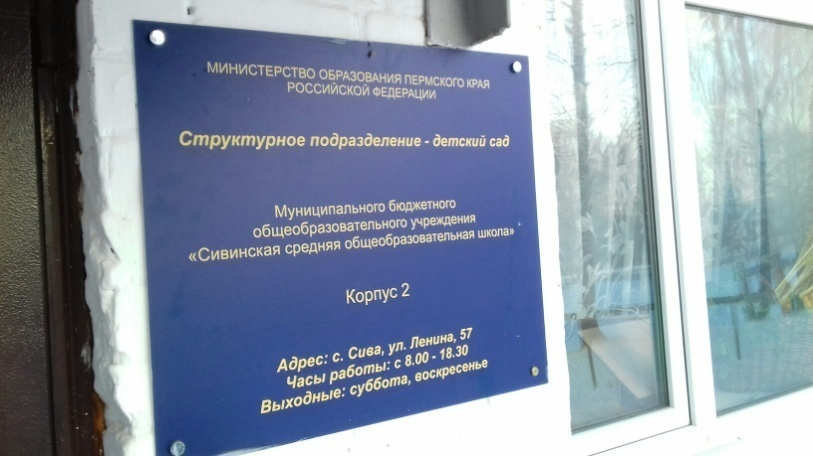 МИНИСТЕРСТВО ОБРАЗОВАНИЯ ПЕРМСКОГО КРАЯ
РОССИЙСКОЙ ФЕДЕРАЦИИ
Структурное подразделение - детский сад
Муниципального бюджетного
общеобразовательного учреждения
«Сивинская средняя общеобразовательная школа»
Корпус 2
Адрес: с. Сива, ул. Ленина, 57
Часы работы: с 8.00 - 18.30
Выходные: суббота, воскресенье